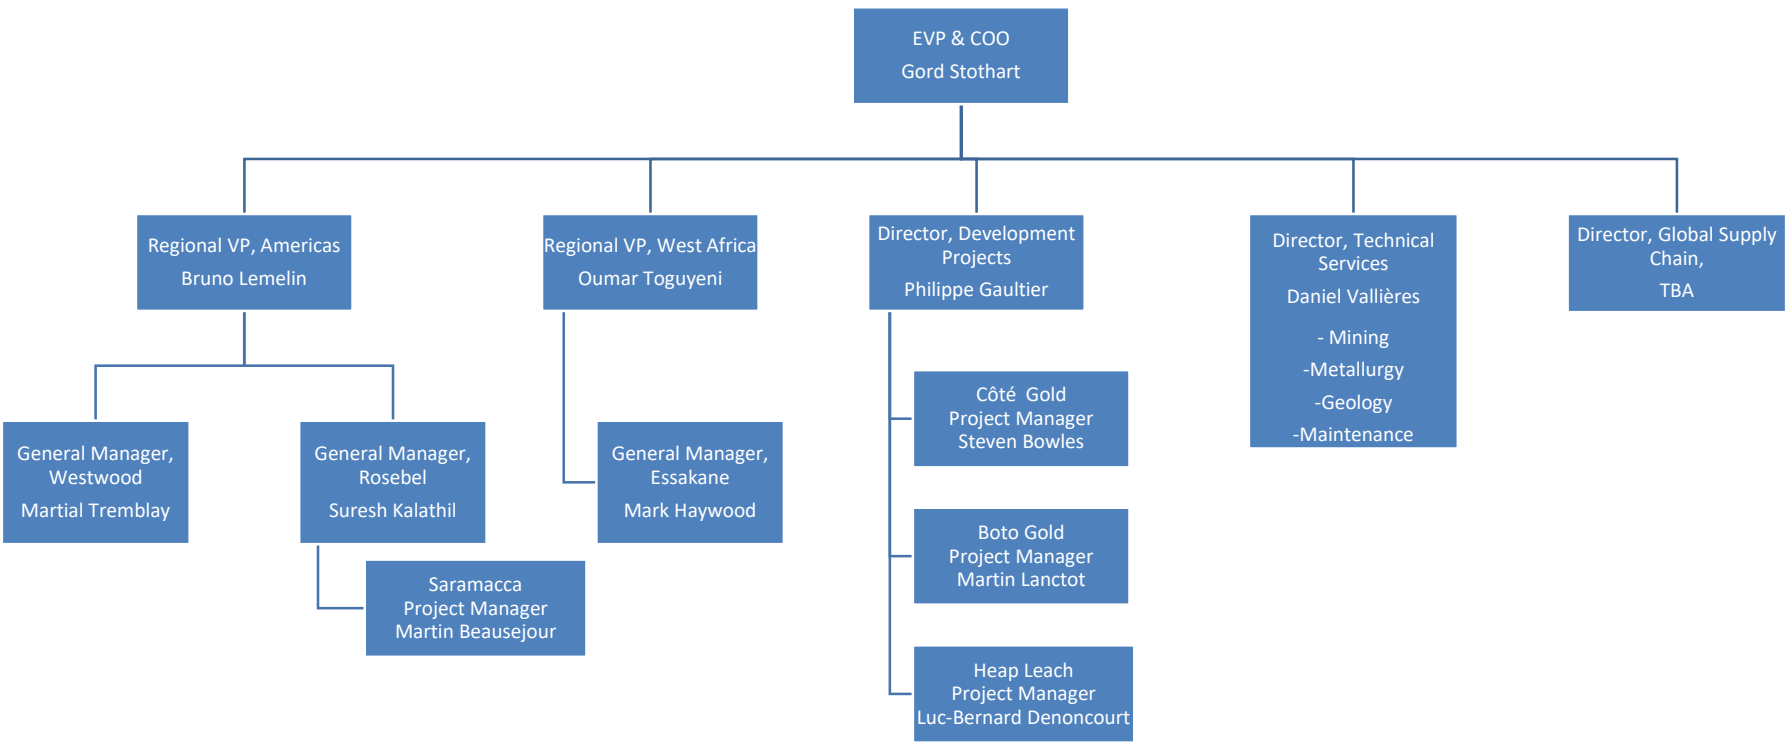 EVP & COO
Gord Stothart
Regional VP, Americas
Bruno Lemelin
Regional VP, West Africa
Oumar Toguyeni
Director, Development
Projects
Philippe Gaultier
Director, Technical
Services
Daniel Vallières
- Mining
-Metallurgy
-Geology
-Maintenance
Director, Global Supply
Chain,
TBA
General Manager,
Westwood
Martial Tremblay
General Manager,
Rosebel
Suresh Kalathil
Saramacca
Project Manager
Martin Beausejour
General Manager,
Essakane
Mark Haywood
Côté  Gold
Project Manager
Steven Bowles
Boto Gold
Project Manager
Martin Lanctot
Heap Leach
Project Manager
Luc-Bernard Denoncourt